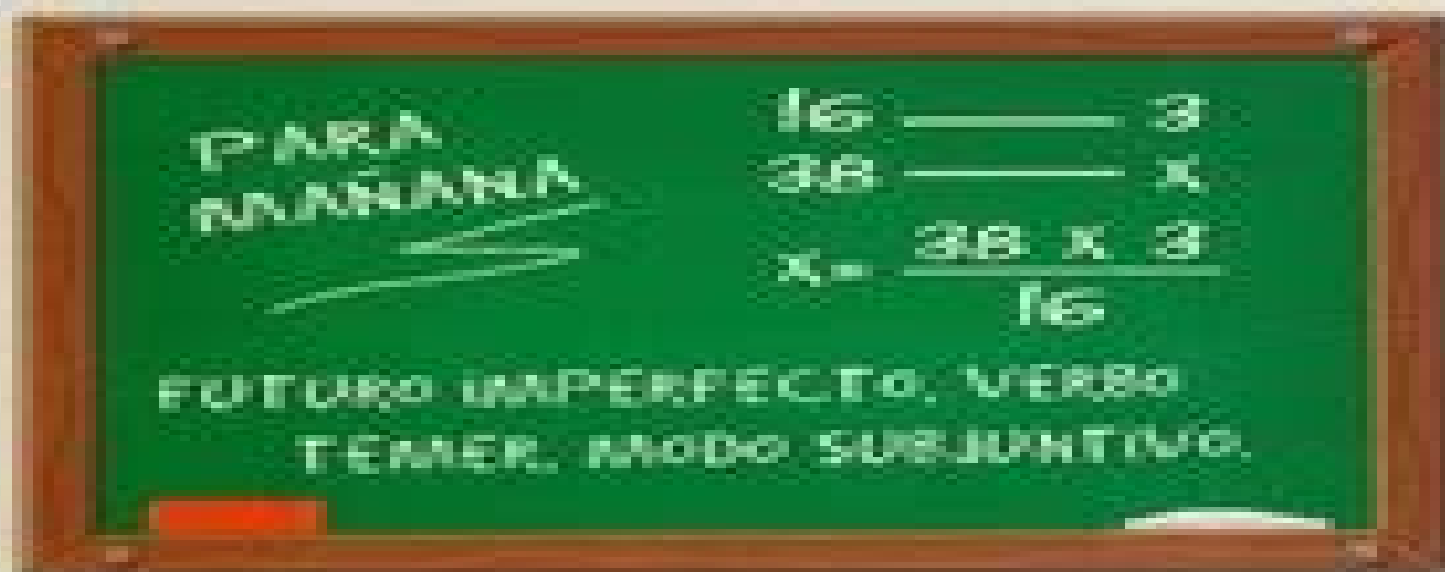 PARA
MAÑANA
16 — 3
38 — x
x = 38 x 3
16
FUTURO IMPERFECTO. VERBO
TEMER. MODO SUBJUNTIVO.